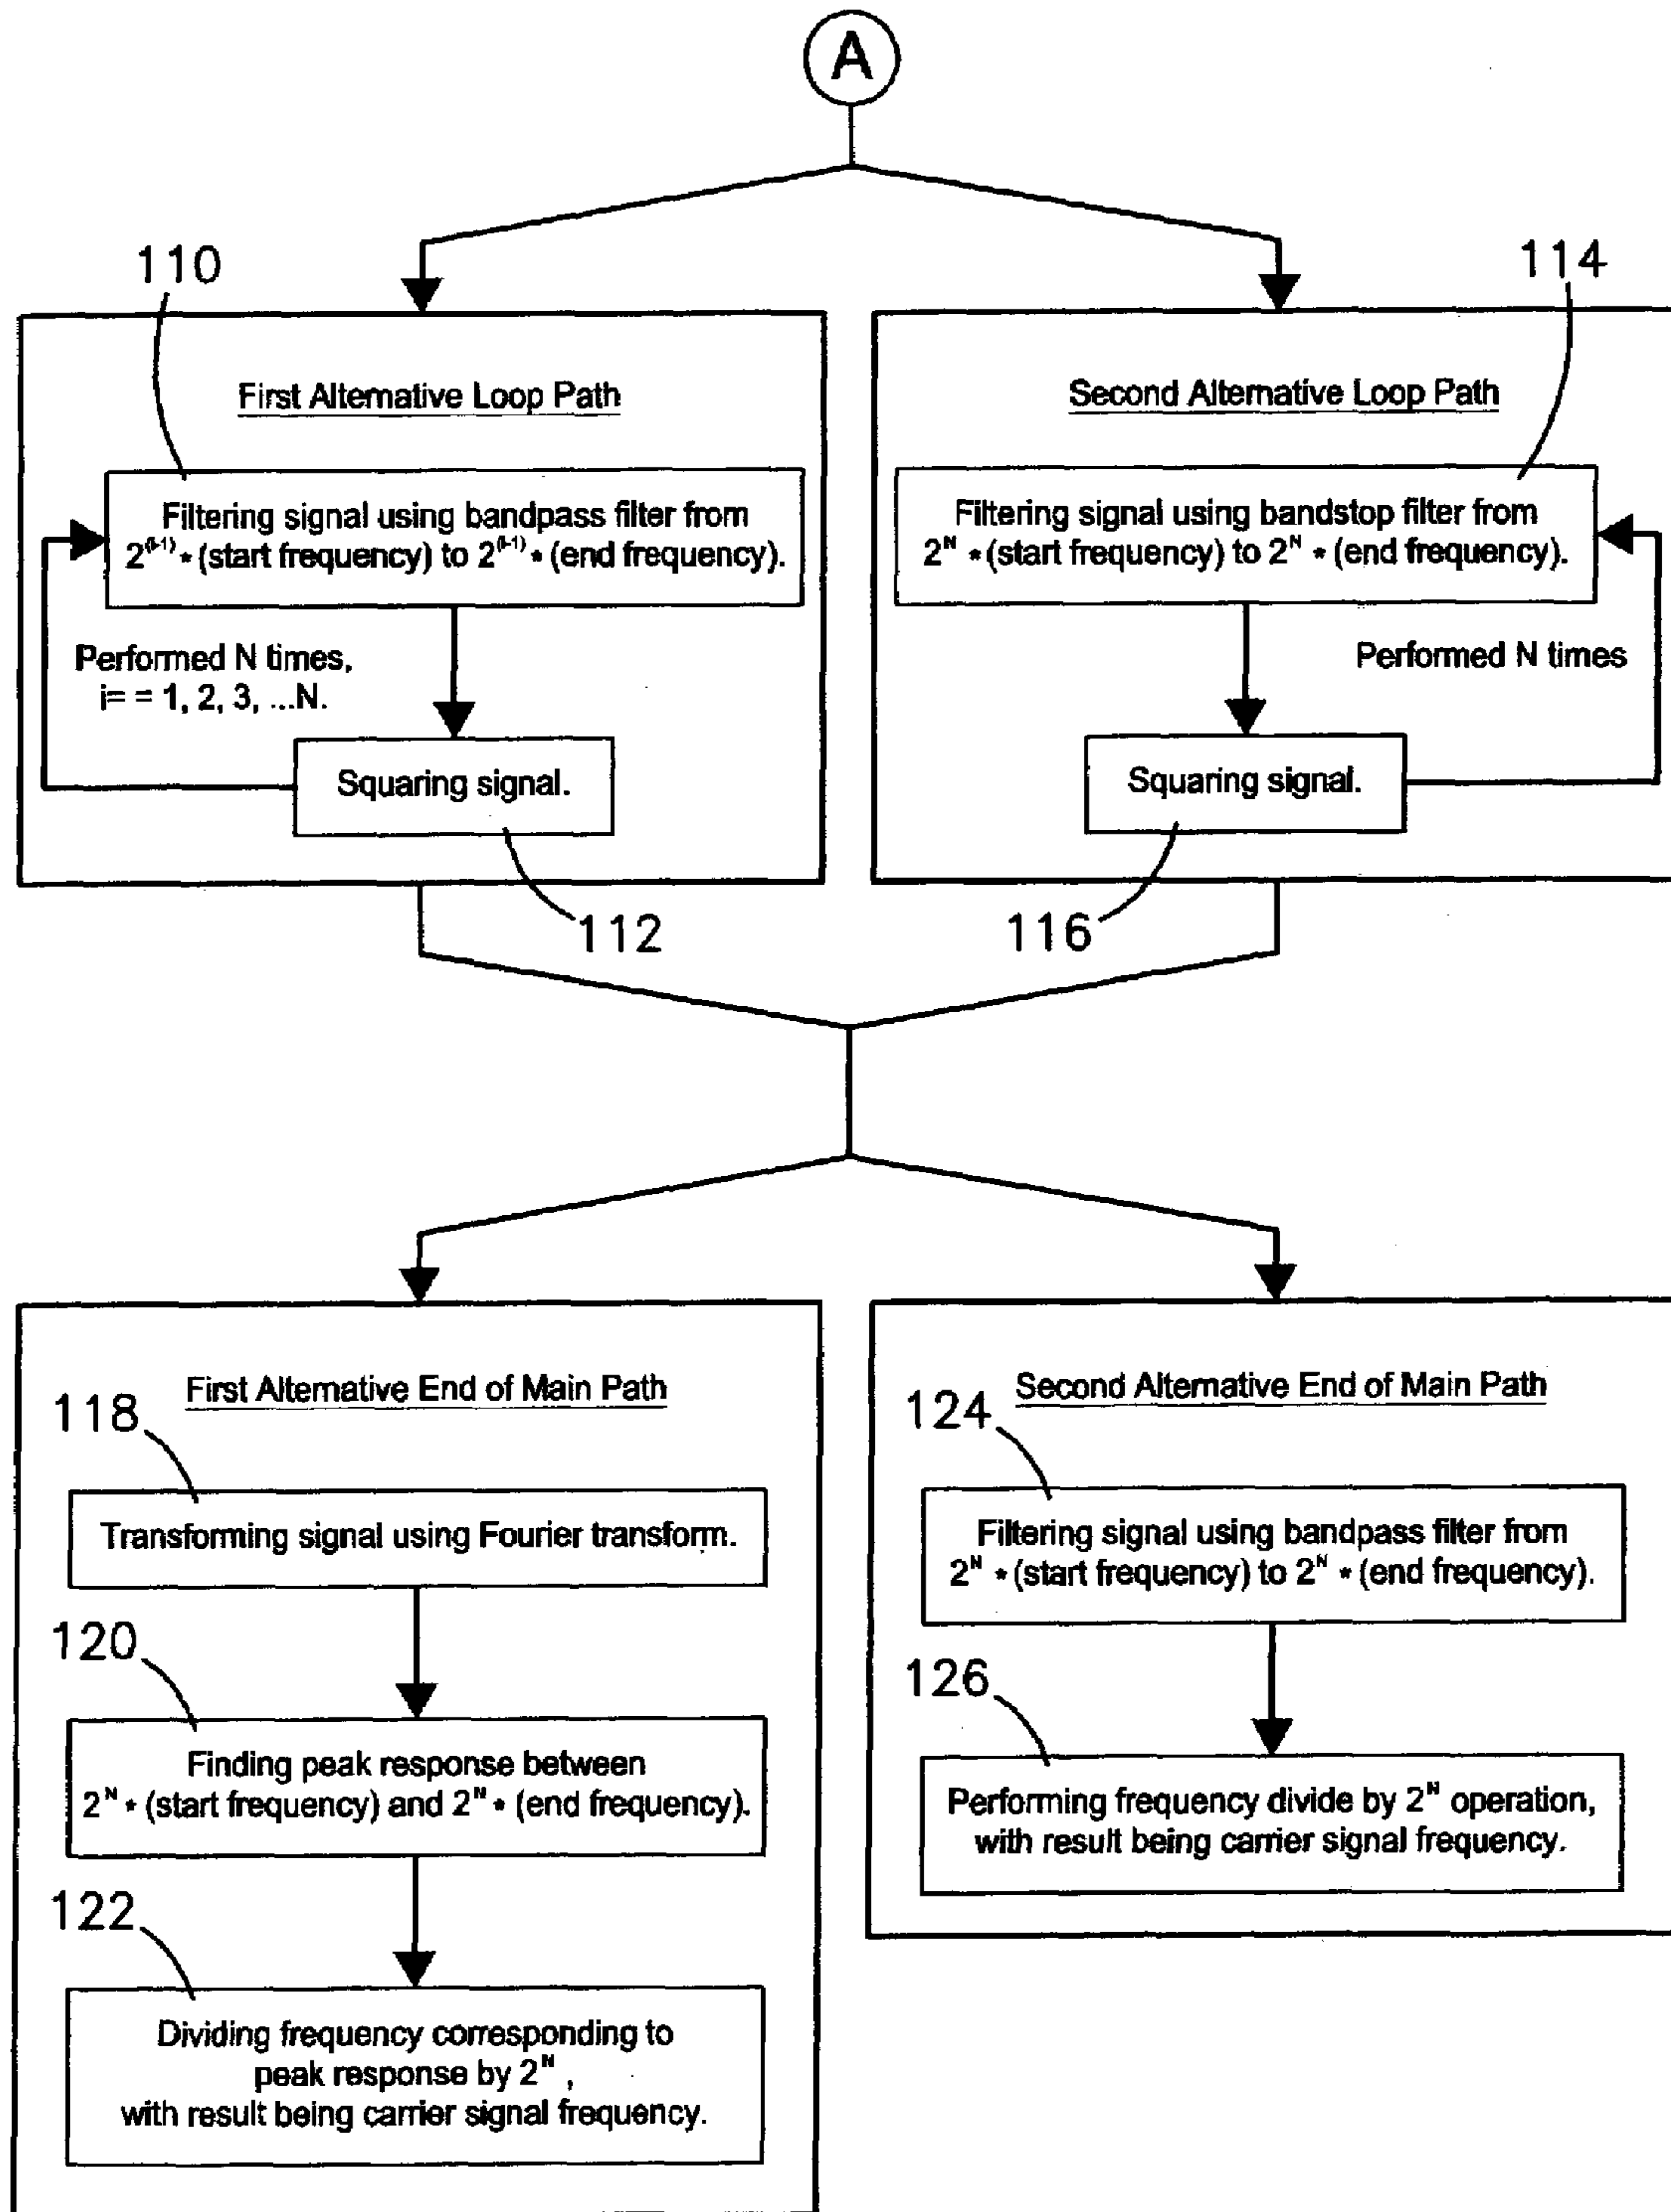 A
110
114
First Alternative Loop Path
Filtering signal using bandpass filter from
2^(i-1) * (start frequency) to 2^(i-1) * (end frequency).
Performed N times,
i= = 1, 2, 3, ...N.
Squaring signal.
112
Second Alternative Loop Path
Filtering signal using bandstop filter from
2^N * (start frequency) to 2^N * (end frequency).
Performed N times
Squaring signal.
116
First Alternative End of Main Path
118
Transforming signal using Fourier transform.
120
Finding peak response between
2^N * (start frequency) and 2^N * (end frequency).
122
Dividing frequency corresponding to
peak response by 2^N,
with result being carrier signal frequency.
Second Alternative End of Main Path
124
Filtering signal using bandpass filter from
2^N * (start frequency) to 2^N * (end frequency).
126
Performing frequency divide by 2^N operation,
with result being carrier signal frequency.